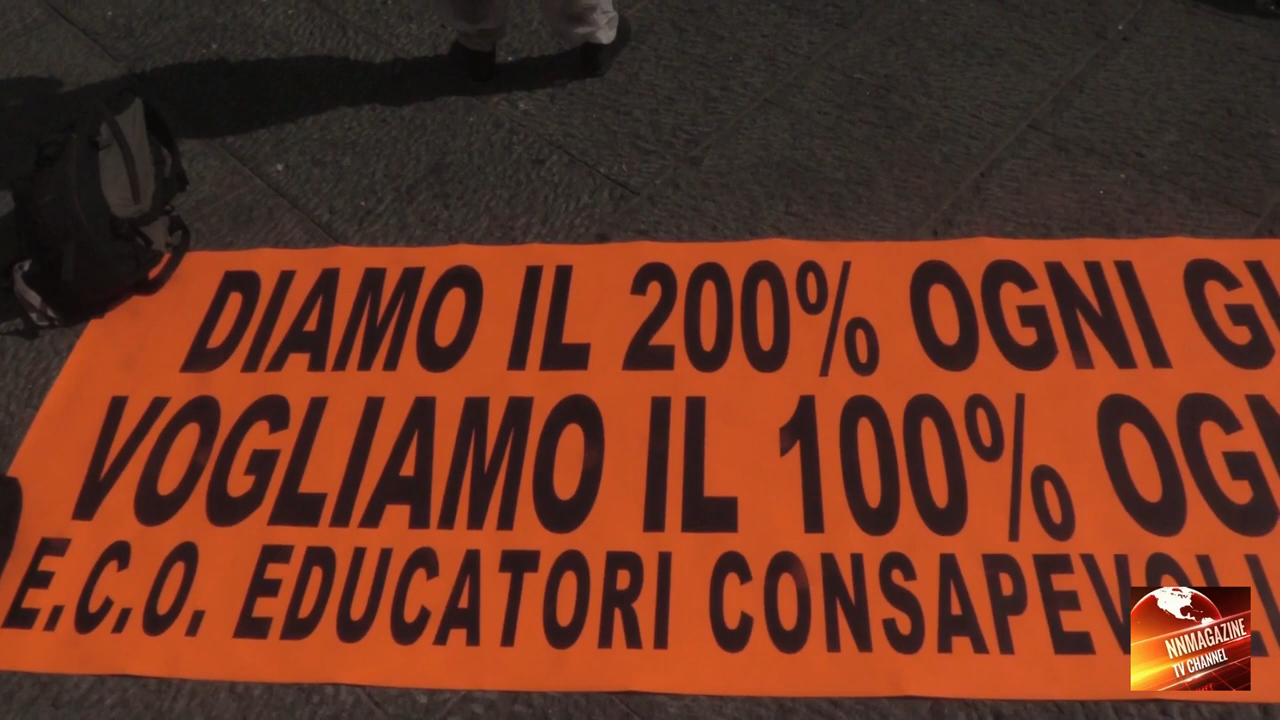 DIAMO IL 200% OGNI GI
VOGLIAMO IL 100% OGN
E.C.O. EDUCATORI CONSAPEVOLI
NNMAGAZINE
TV CHANNEL